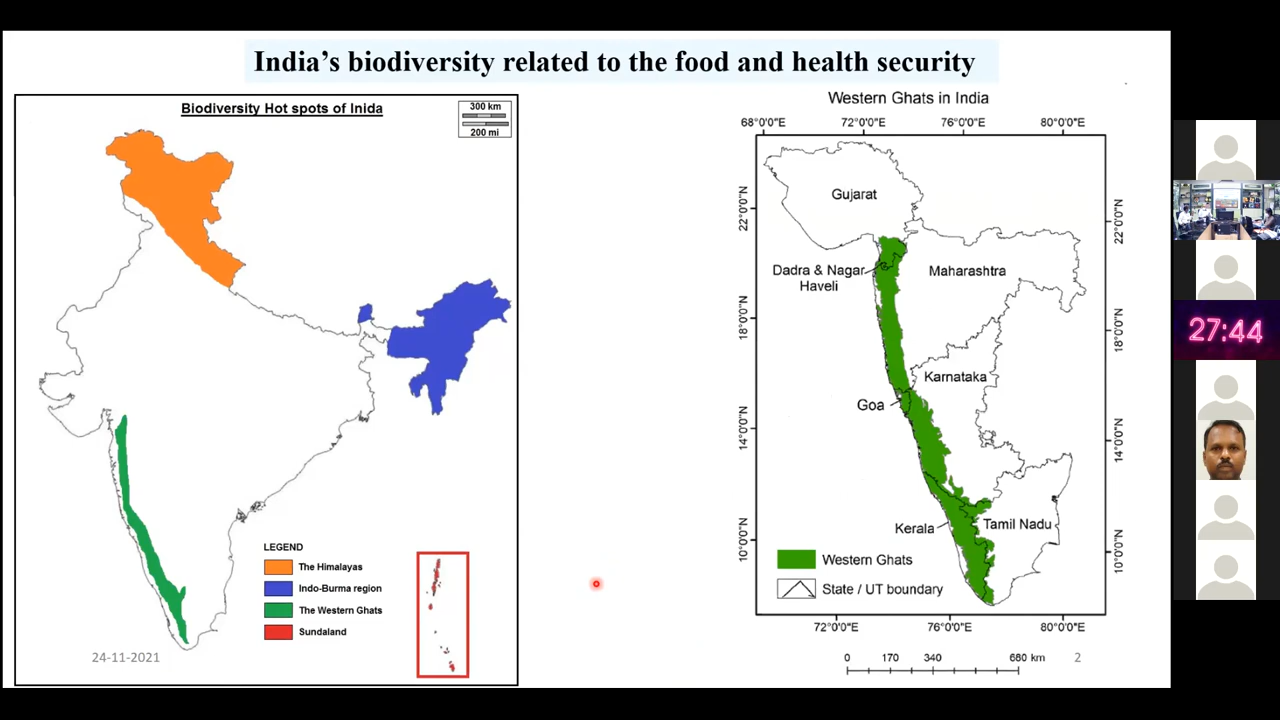 India's biodiversity related to the food and health security
Biodiversity Hot spots of Inida
300 km
200 mi
LEGEND
The Himalayas
Indo-Burma region
The Western Ghats
Sundaland
24-11-2021
Western Ghats in India
68°0'0"E 72°0'0"E 76°0'0"E 80°0'0"E
22°0'0"N
22°0'0"N
Gujarat
Dadra & Nagar
Haveli
Maharashtra
18°0'0"N
18°0'0"N
Karnataka
Goa
14°0'0"N
14°0'0"N
Kerala
Tamil Nadu
10°0'0"N
10°0'0"N
Western Ghats
State / UT boundary
72°0'0"E 76°0'0"E 80°0'0"E
0 170 340 680 km
2
27:44